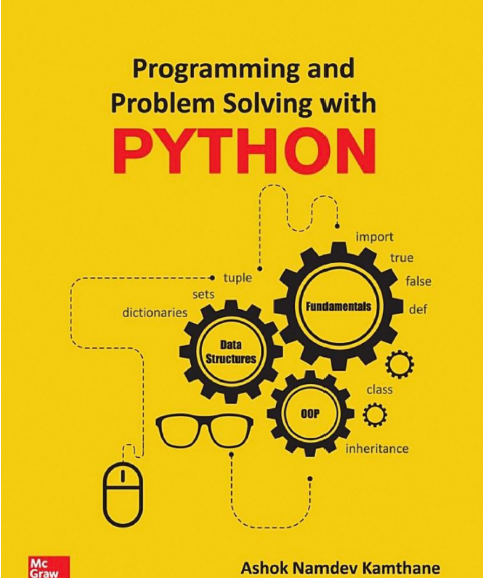 Programming and
Problem Solving with
PYTHON
import
true
false
def
tuple
sets
dictionaries
Fundamentals
Data
Structures
class
OOP
inheritance
Mc
Graw
Ashok Namdev Kamthane